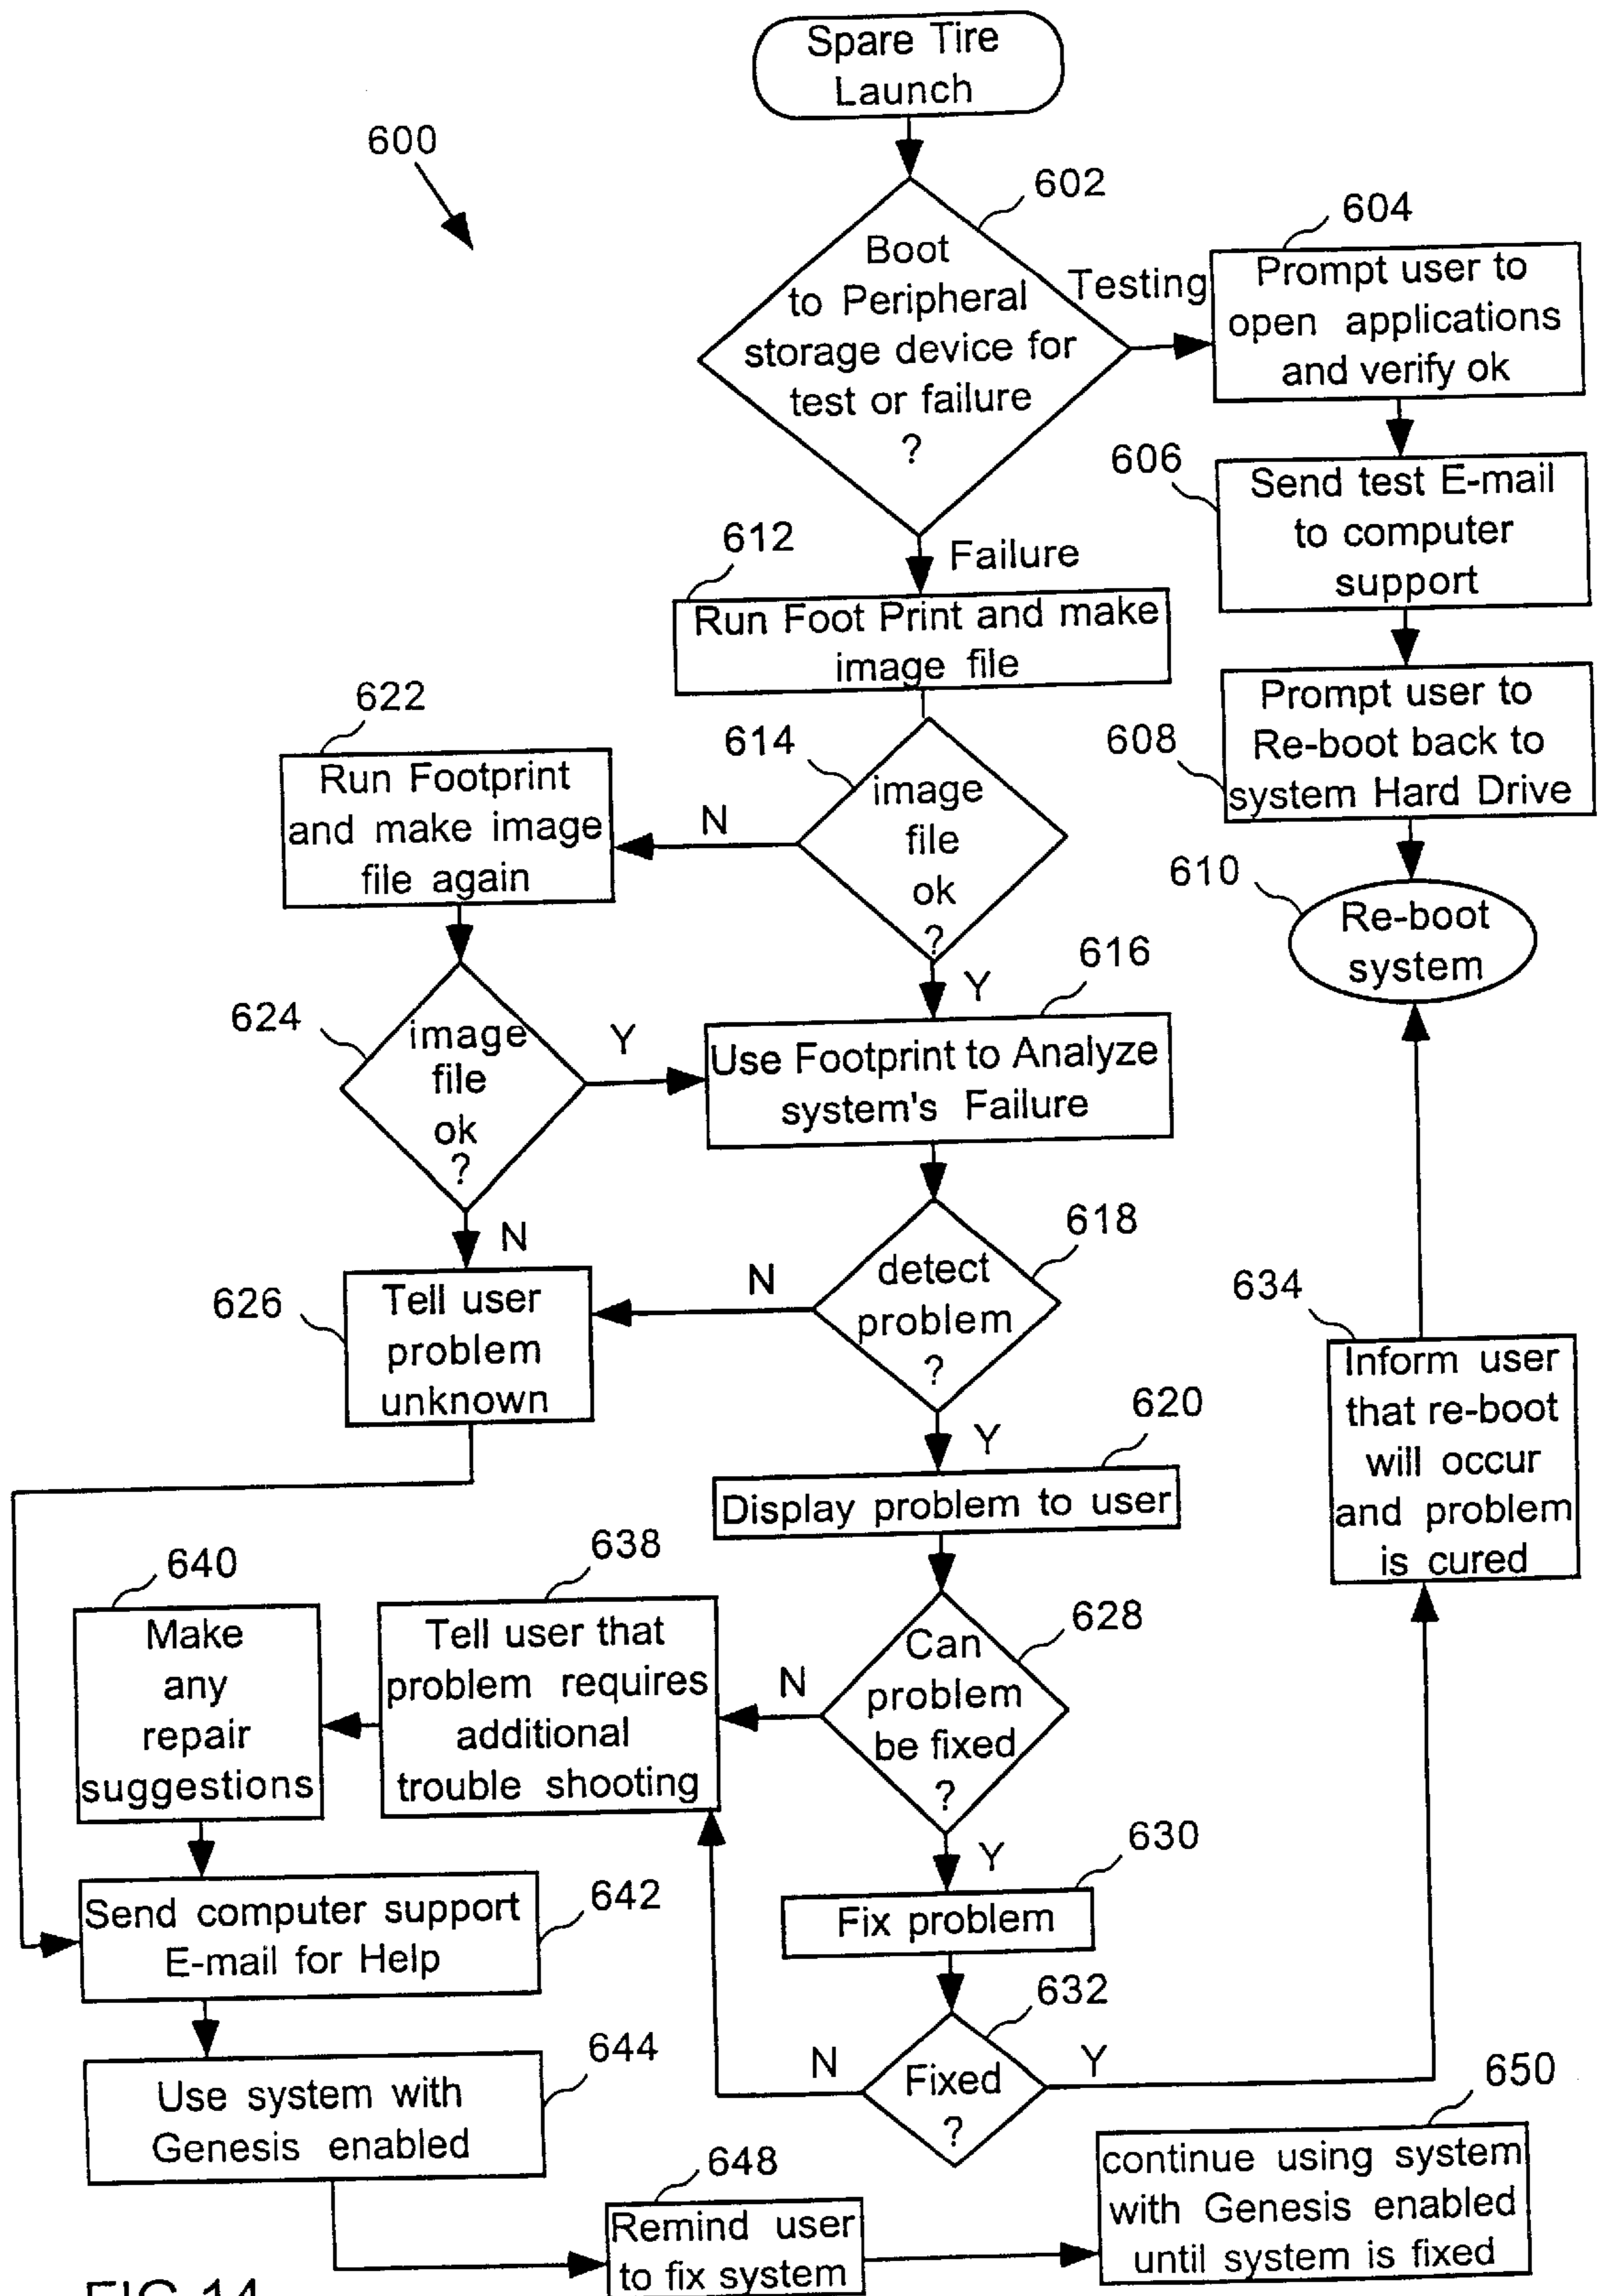 Spare Tire
Launch
600
602
Boot
to Peripheral
storage device for
test or failure
?
Testing
604
Prompt user to
open applications
and verify ok
606
Send test E-mail
to computer
support
608
Prompt user to
Re-boot back to
system Hard Drive
610
Re-boot
system
Failure
612
Run Foot Print and make
image file
614
image
file
ok
?
N
Y
622
Run Footprint
and make image
file again
624
image
file
ok
?
Y
N
616
Use Footprint to Analyze
system's Failure
618
detect
problem
?
N
Y
626
Tell user
problem
unknown
620
Display problem to user
634
Inform user
that re-boot
will occur
and problem
is cured
628
Can
problem
be fixed
?
N
Y
638
Tell user that
problem requires
additional
trouble shooting
640
Make
any
repair
suggestions
630
Fix problem
632
Fixed
?
N
Y
642
Send computer support
E-mail for Help
644
Use system with
Genesis enabled
648
Remind user
to fix system
650
continue using system
with Genesis enabled
until system is fixed
FIG.14